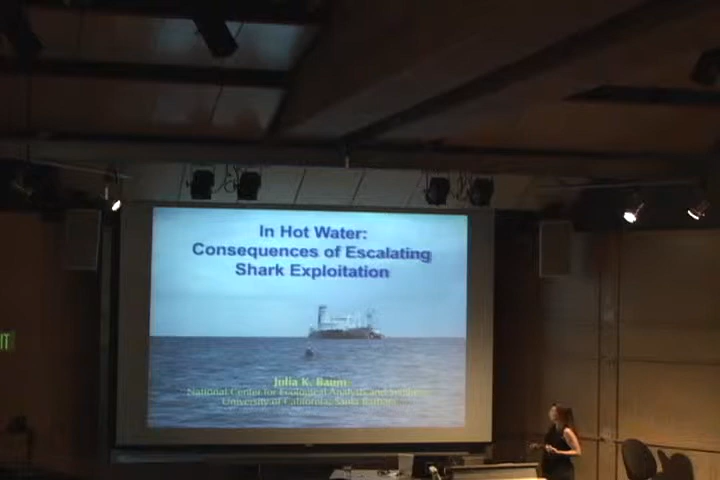 In Hot Water:
Consequences of Escalating
Shark Exploitation
Julia K. Baum
National Center for Ecological Analysis and Synthesis
University of California, Santa Barbara
IT